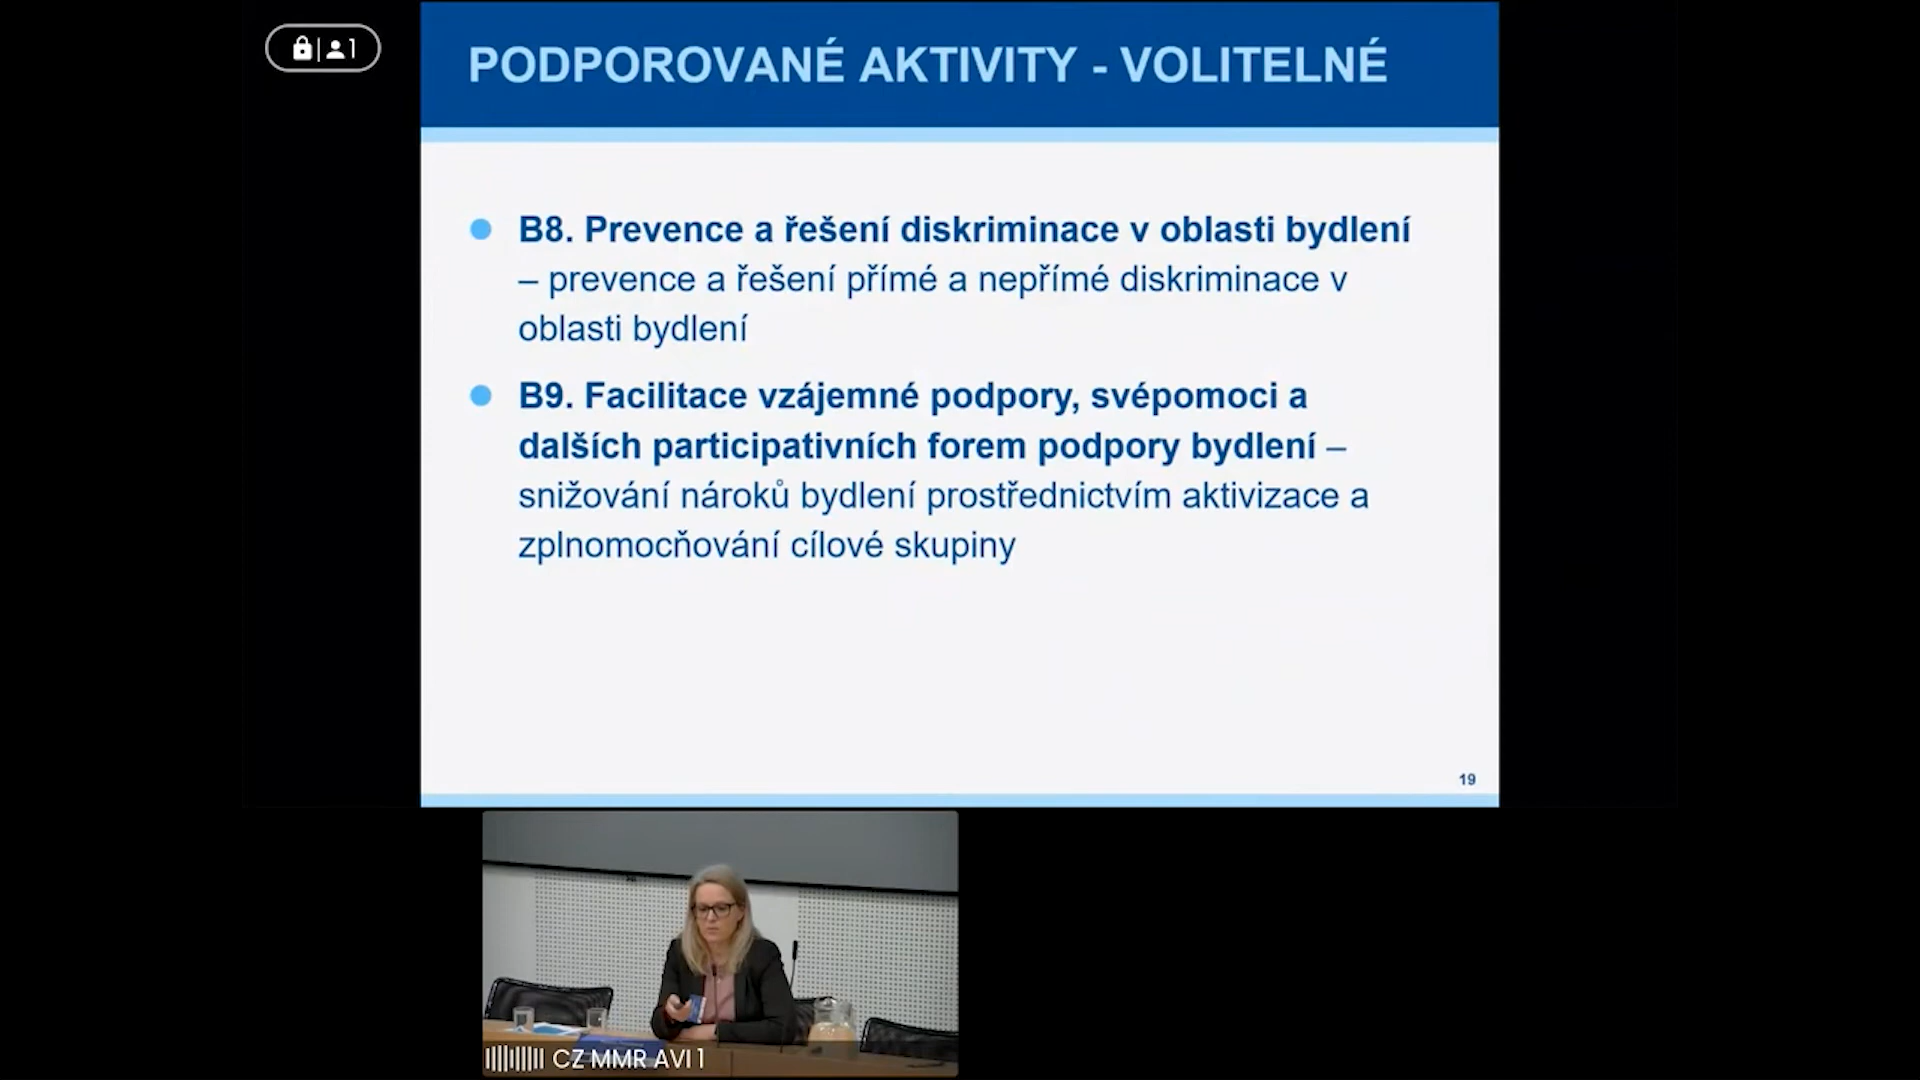 1
PODPOROVANÉ AKTIVITY - VOLITELNÉ
B8. Prevence a řešení diskriminace v oblasti bydlení
– prevence a řešení přímé a nepřímé diskriminace v
oblasti bydlení
B9. Facilitace vzájemné podpory, svépomoci a
dalších participativních forem podpory bydlení –
snižování nároků bydlení prostřednictvím aktivizace a
zplnomocňování cílové skupiny
19
CZ MMR AVI 1